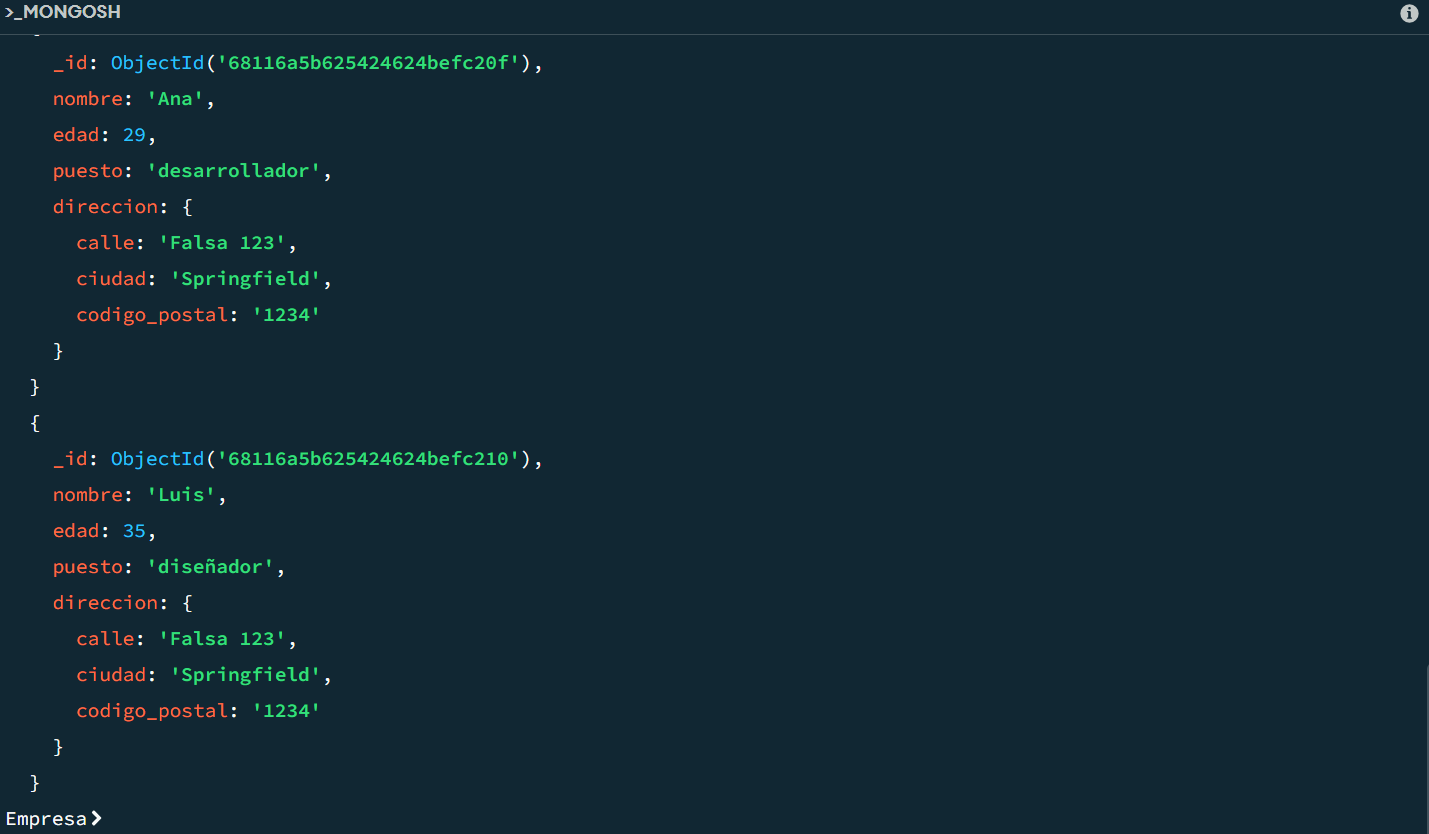 >_MONGOSH
{
_id: ObjectId('68116a5b625424624befc20f'),
nombre: 'Ana',
edad: 29,
puesto: 'desarrollador',
direccion: {
calle: 'Falsa 123',
ciudad: 'Springfield',
codigo_postal: '1234'
}
}
{
_id: ObjectId('68116a5b625424624befc210'),
nombre: 'Luis',
edad: 35,
puesto: 'diseñador',
direccion: {
calle: 'Falsa 123',
ciudad: 'Springfield',
codigo_postal: '1234'
}
}
Empresa>